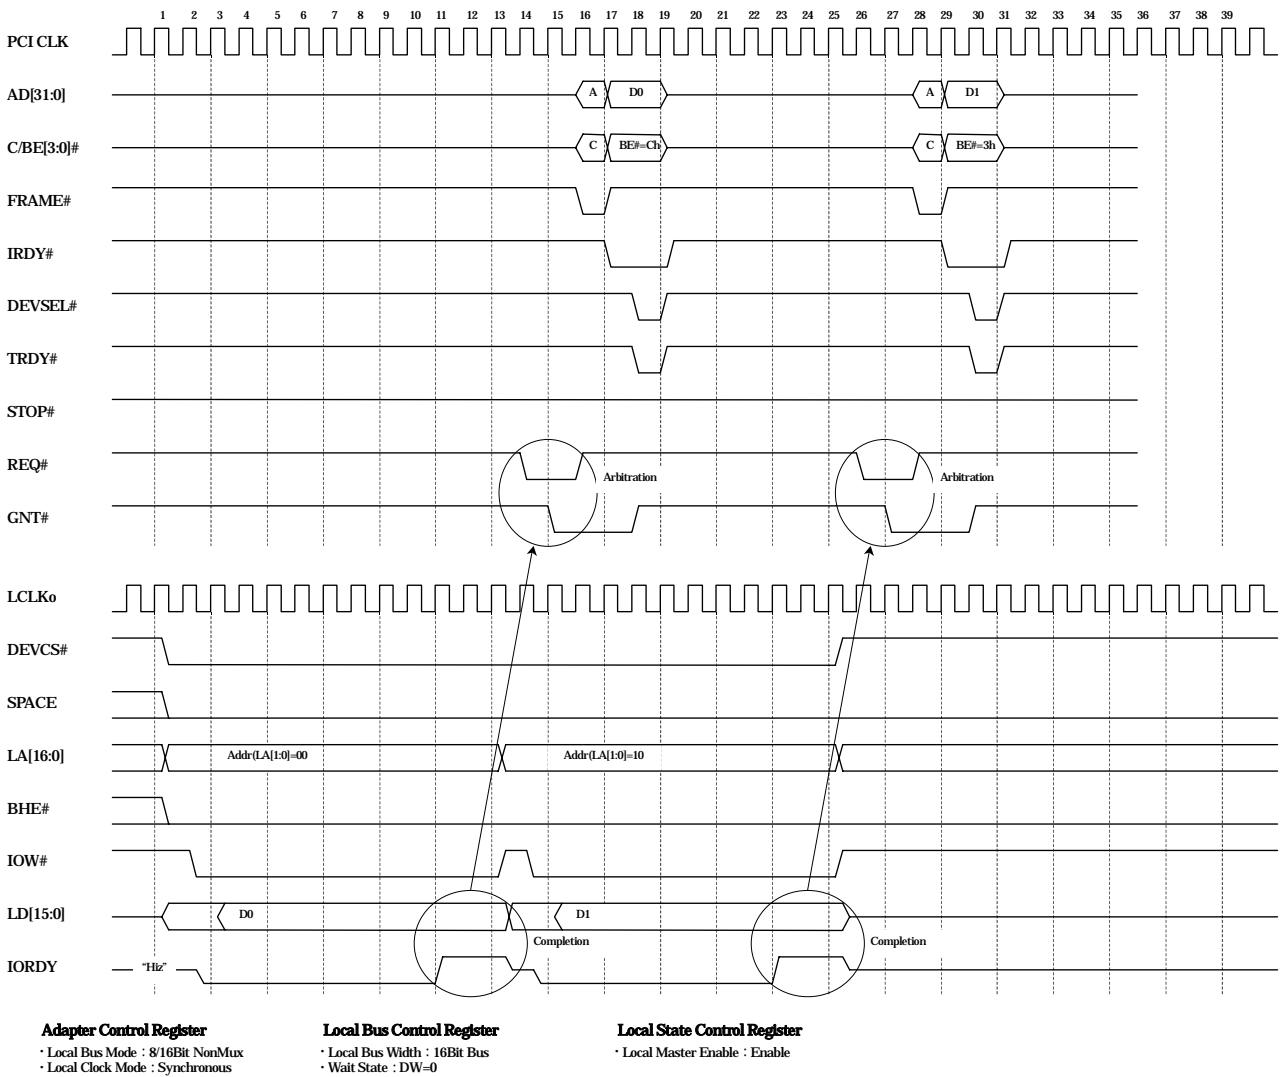 1 2 3 4 5 6 7 8 9 10 11 12 13 14 15 16 17 18 19 20 21 22 23 24 25 26 27 28 29 30 31 32 33 34 35 36 37 38 39
PCI CLK
AD[31:0] A D0 A D1
C/BE[3:0]# C BE#=Ch C BE#=3h
FRAME#
IRDY#
DEVSEL#
TRDY#
STOP#
REQ# Arbitration Arbitration
GNT#
LCLKo
DEVCS#
SPACE
LA[16:0] Addr(LA[1:0]=00 Addr(LA[1:0]=10
BHE#
IOW#
LD[15:0] D0 D1
Completion Completion
IORDY "Hiz"
Adapter Control Register
・Local Bus Mode : 8/16Bit NonMux
・Local Clock Mode : Synchronous
Local Bus Control Register
・Local Bus Width : 16Bit Bus
・Wait State : DW=0
Local State Control Register
・Local Master Enable : Enable